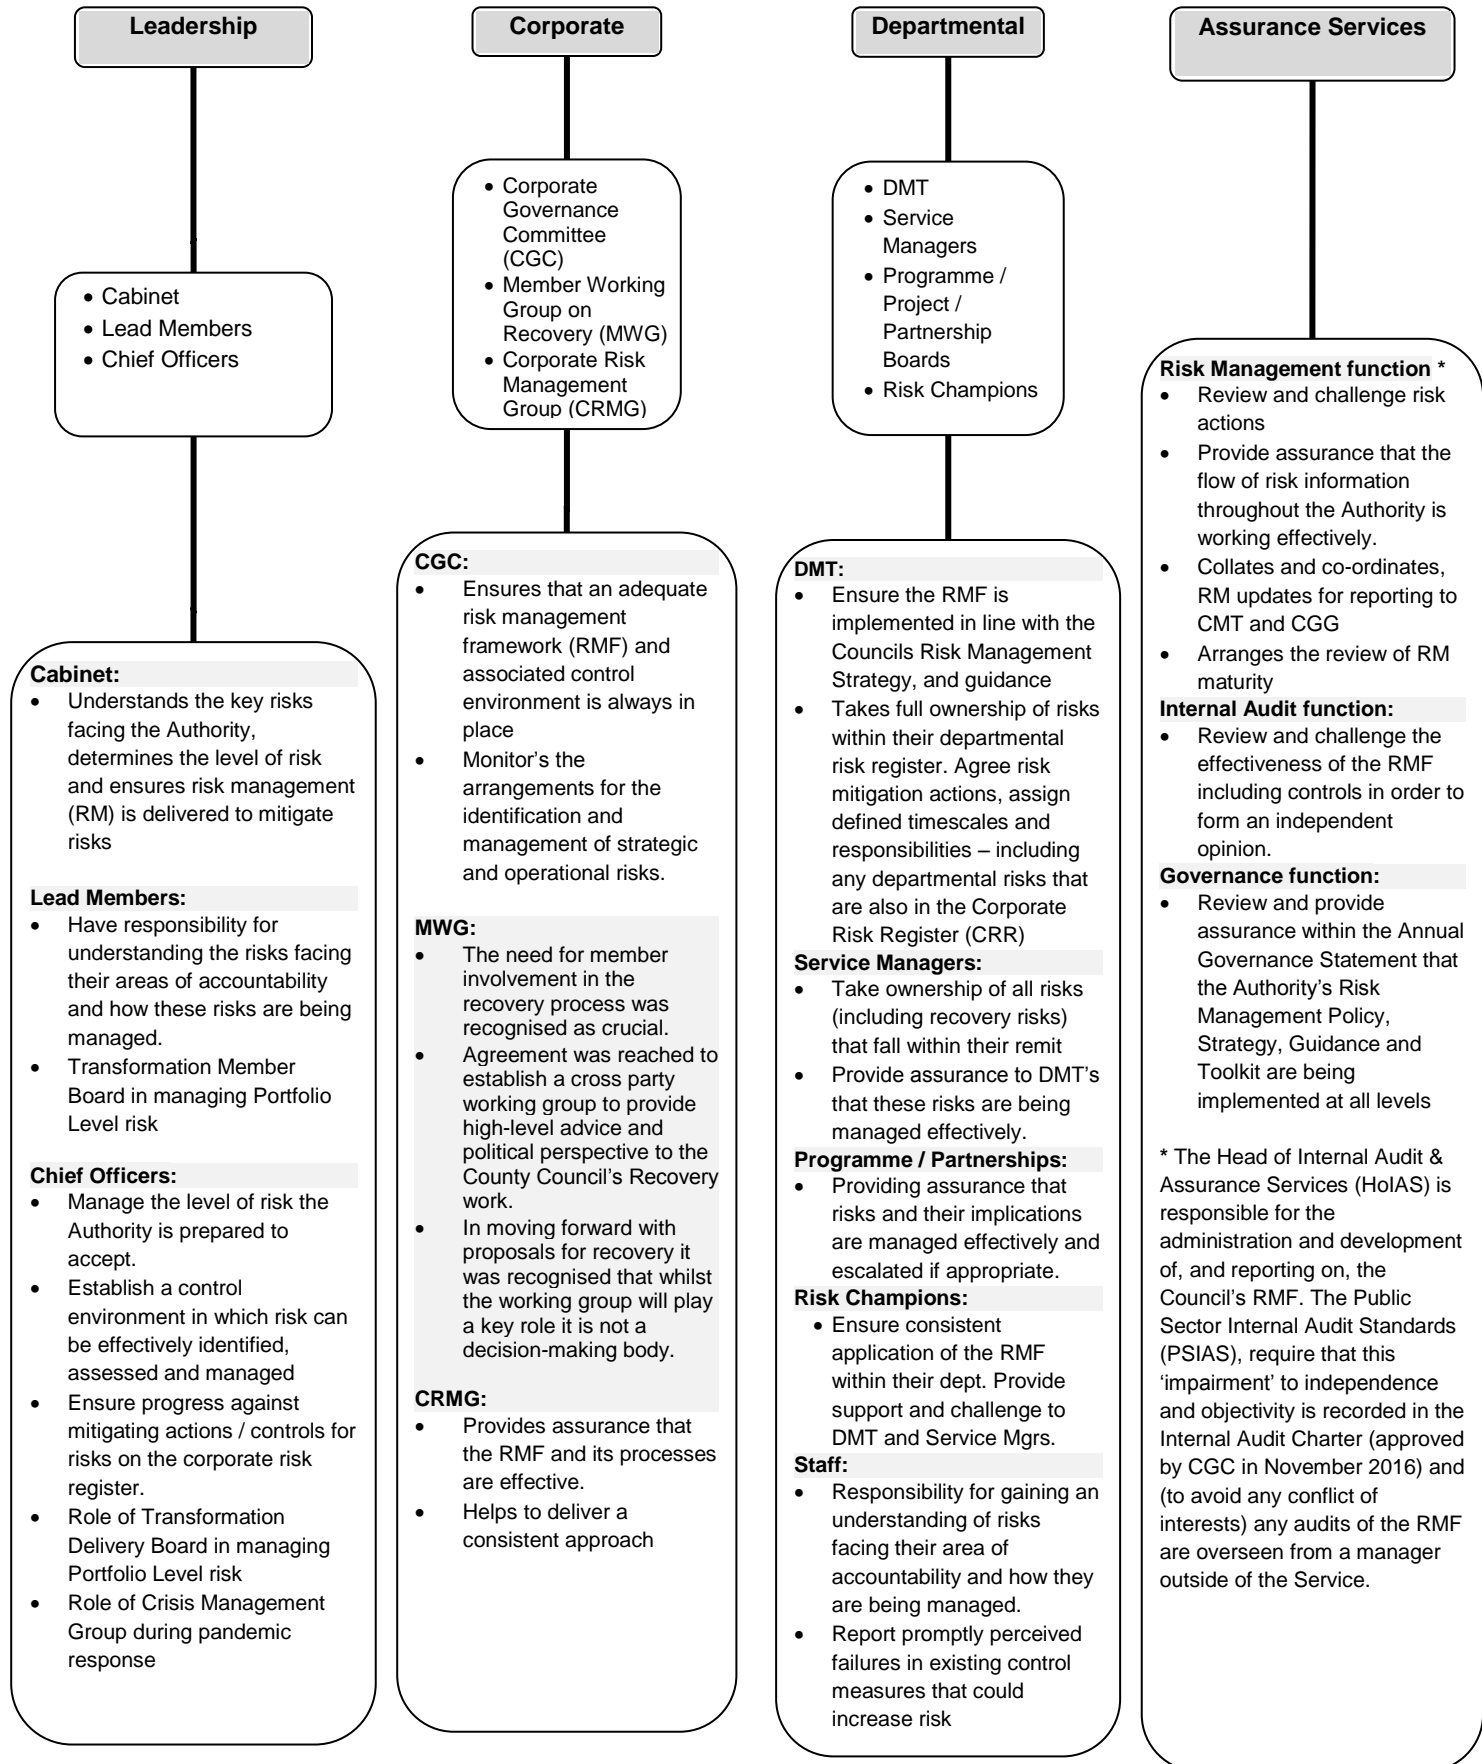 Leadership
Corporate
Departmental
Assurance Services
• Cabinet
• Lead Members
• Chief Officers
• Corporate
Governance
Committee
(CGC)
• Member Working
Group on
Recovery (MWG)
• Corporate Risk
Management
Group (CRMG)
• DMT
• Service
Managers
• Programme /
Project /
Partnership
Boards
• Risk Champions
Cabinet:
• Understands the key risks
facing the Authority,
determines the level of risk
and ensures risk management
(RM) is delivered to mitigate
risks
Lead Members:
• Have responsibility for
understanding the risks facing
their areas of accountability
and how these risks are being
managed.
• Transformation Member
Board in managing Portfolio
Level risk
Chief Officers:
• Manage the level of risk the
Authority is prepared to
accept.
• Establish a control
environment in which risk can
be effectively identified,
assessed and managed
• Ensure progress against
mitigating actions / controls for
risks on the corporate risk
register.
• Role of Transformation
Delivery Board in managing
Portfolio Level risk
• Role of Crisis Management
Group during pandemic
response
CGC:
• Ensures that an adequate
risk management
framework (RMF) and
associated control
environment is always in
place
• Monitor's the
arrangements for the
identification and
management of strategic
and operational risks.
MWG:
• The need for member
involvement in the
recovery process was
recognised as crucial.
• Agreement was reached to
establish a cross party
working group to provide
high-level advice and
political perspective to the
County Council's Recovery
work.
• In moving forward with
proposals for recovery it
was recognised that whilst
the working group will play
a key role it is not a
decision-making body.
CRMG:
• Provides assurance that
the RMF and its processes
are effective.
• Helps to deliver a
consistent approach
DMT:
• Ensure the RMF is
implemented in line with the
Councils Risk Management
Strategy, and guidance
• Takes full ownership of risks
within their departmental
risk register. Agree risk
mitigation actions, assign
defined timescales and
responsibilities – including
any departmental risks that
are also in the Corporate
Risk Register (CRR)
Service Managers:
• Take ownership of all risks
(including recovery risks)
that fall within their remit
• Provide assurance to DMT's
that these risks are being
managed effectively.
Programme / Partnerships:
• Providing assurance that
risks and their implications
are managed effectively and
escalated if appropriate.
Risk Champions:
• Ensure consistent
application of the RMF
within their dept. Provide
support and challenge to
DMT and Service Mgrs.
Staff:
• Responsibility for gaining an
understanding of risks
facing their area of
accountability and how they
are being managed.
• Report promptly perceived
failures in existing control
measures that could
increase risk
Risk Management function *
• Review and challenge risk
actions
• Provide assurance that the
flow of risk information
throughout the Authority is
working effectively.
• Collates and co-ordinates,
RM updates for reporting to
CMT and CGG
• Arranges the review of RM
maturity
Internal Audit function:
• Review and challenge the
effectiveness of the RMF
including controls in order to
form an independent
opinion.
Governance function:
• Review and provide
assurance within the Annual
Governance Statement that
the Authority's Risk
Management Policy,
Strategy, Guidance and
Toolkit are being
implemented at all levels
* The Head of Internal Audit &
Assurance Services (HoIAS) is
responsible for the
administration and development
of, and reporting on, the
Council's RMF. The Public
Sector Internal Audit Standards
(PSIAS), require that this
'impairment' to independence
and objectivity is recorded in the
Internal Audit Charter (approved
by CGC in November 2016) and
(to avoid any conflict of
interests) any audits of the RMF
are overseen from a manager
outside of the Service.